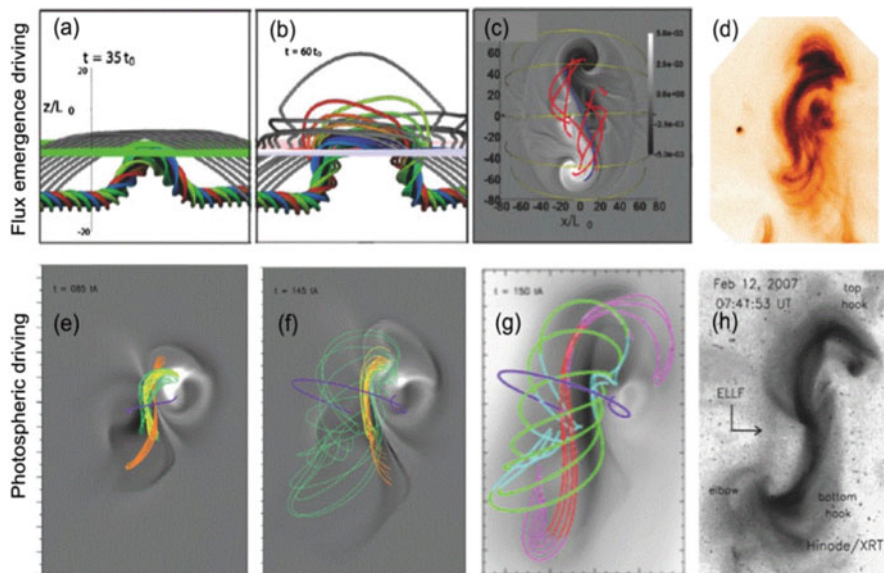 Flux emergence driving
(a)
t = 35 t₀
z/L₀
20
-20
(b)
t = 60 t₀
(c)
60
40
20
0
-20
-40
-60
-80
-80 -60 -40 -20 0 20 40 60 80
x/L₀
5.0e-03
2.5e-03
0.0e+00
-2.5e-03
-5.0e-03
(d)
Photospheric driving
(e)
t = 085 tA
(f)
t = 145 tA
(g)
t = 150 tA
(h)
Feb 12, 2007
07:41:53 UT
top
hook
ELLF
elbow
bottom
hook
Hinode/XRT